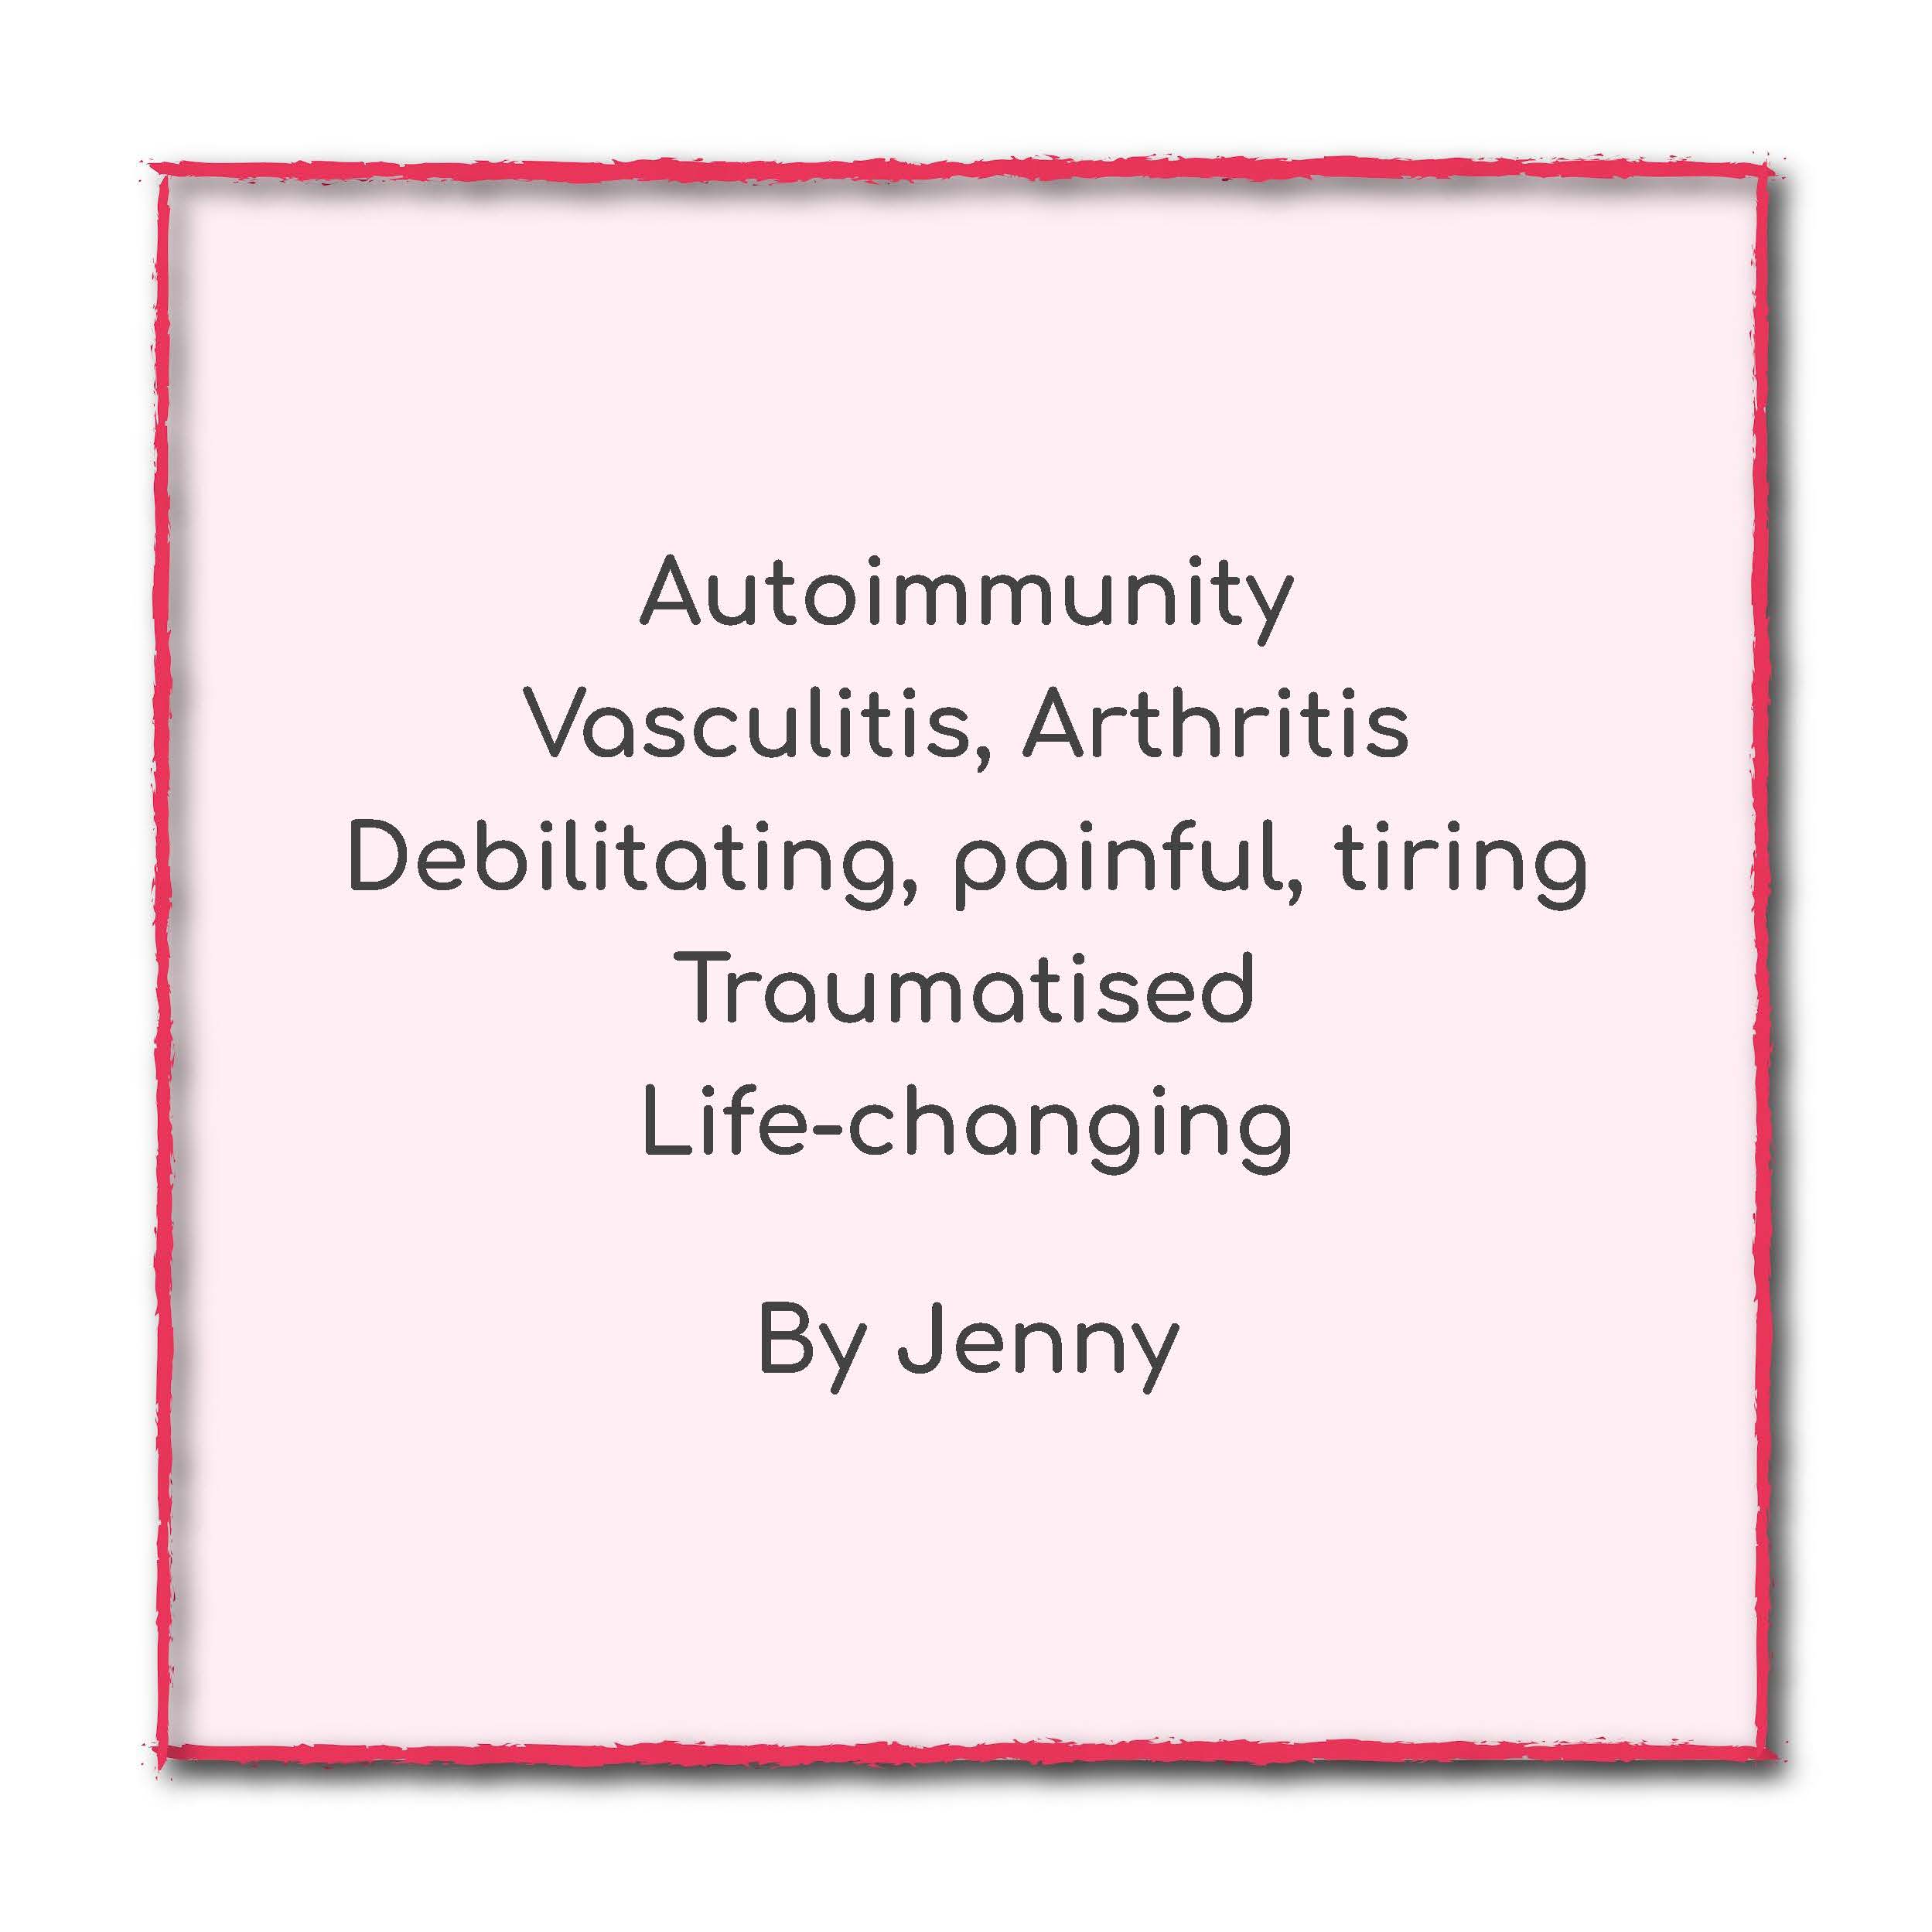 Autoimmunity
Vasculitis, Arthritis
Debilitating, painful, tiring
Traumatised
Life-changing
By Jenny